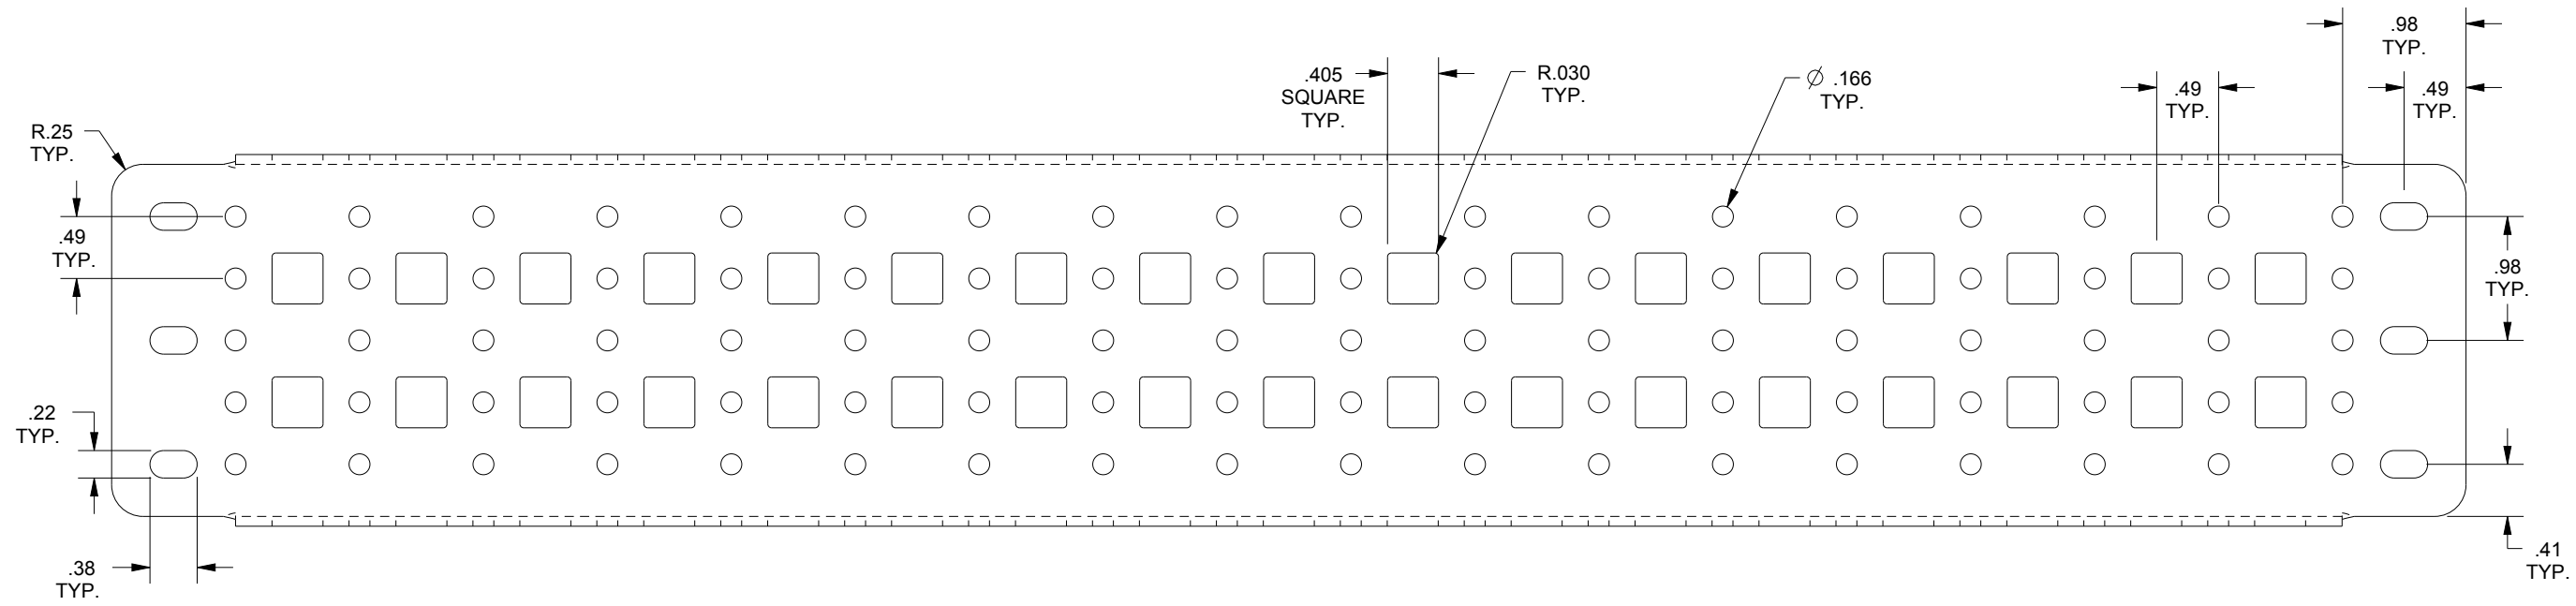 .98
TYP.
.405
SQUARE
TYP.
R.030
TYP.
Ø .166
TYP.
.49
TYP.
.49
TYP.
R.25
TYP.
.49
TYP.
.98
TYP.
.22
TYP.
.38
TYP.
.41
TYP.